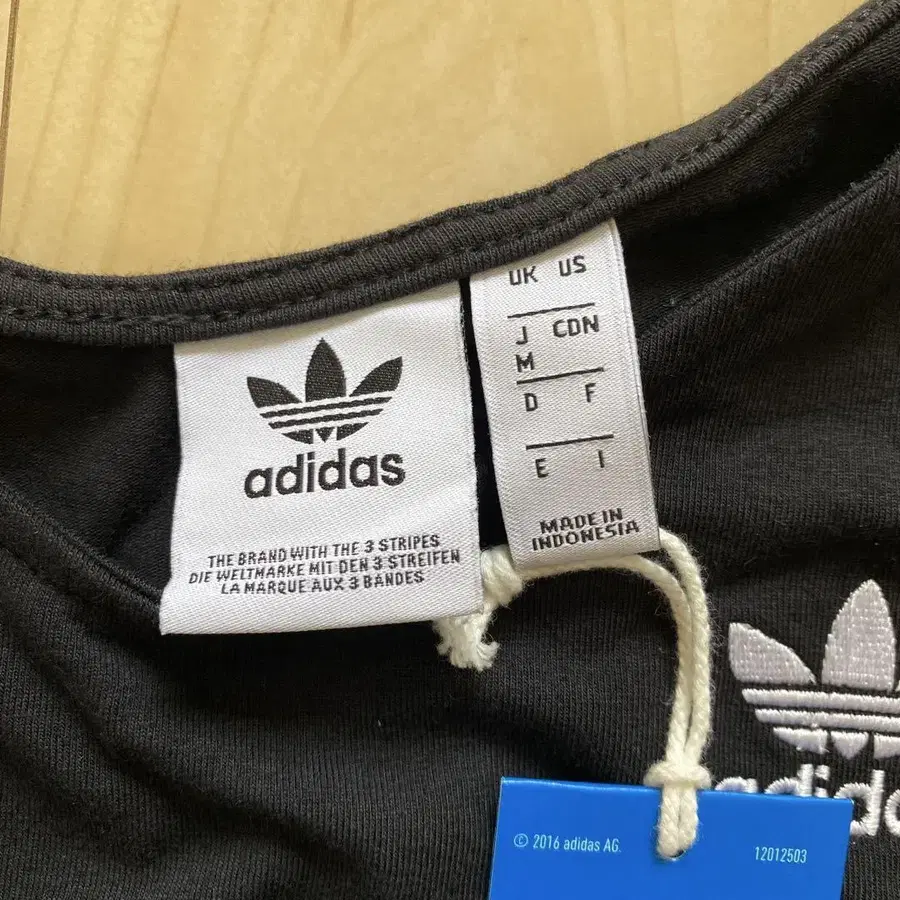 adidas
THE BRAND WITH THE 3 STRIPES
DIE WELTMARKE MIT DEN 3 STREIFEN
LA MARQUE AUX 3 BANDES
UK US
J CDN
M
D F
E I
MADE IN
INDONESIA
© 2016 adidas AG.
12012503